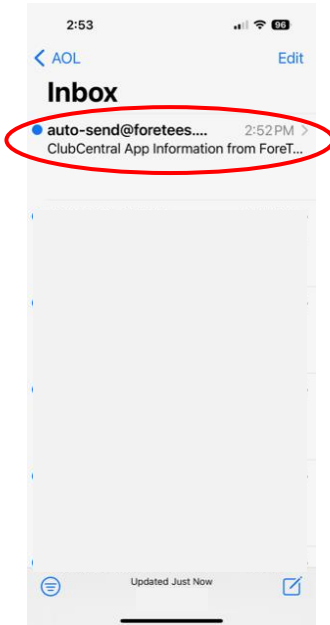 2:53 96
AOL Edit
Inbox
auto-send@foretees.... 2:52 PM
ClubCentral App Information from ForeT...
Updated Just Now